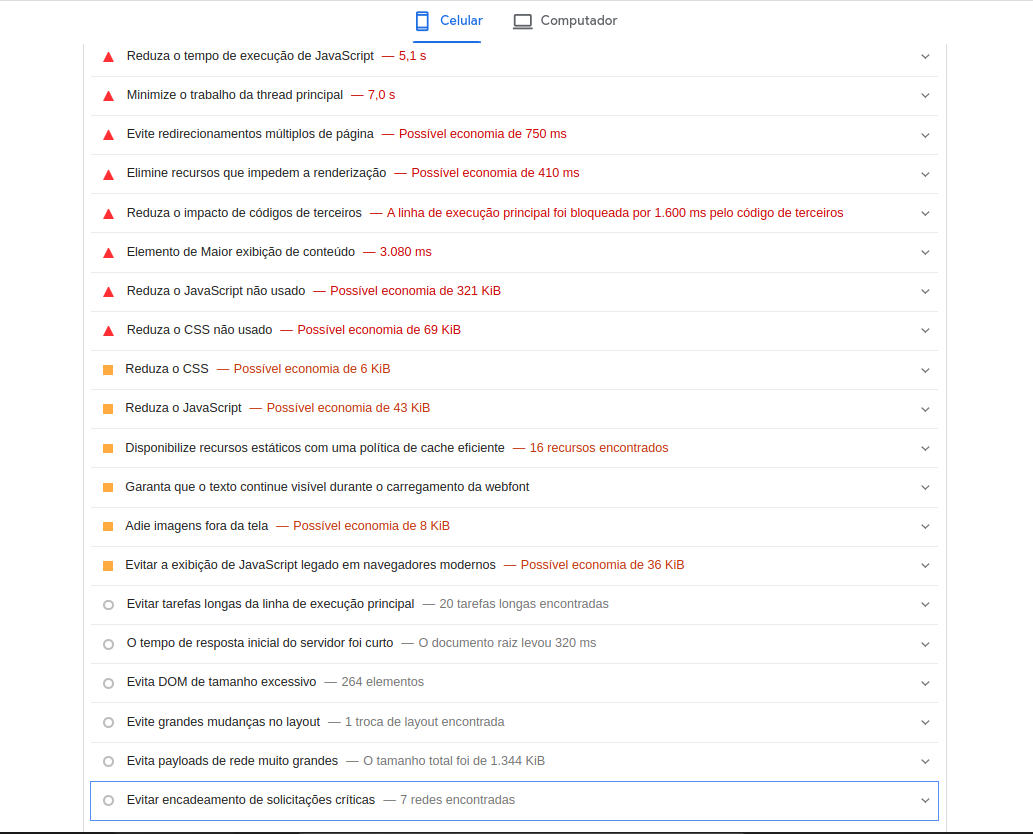 Celular Computador
Reduza o tempo de execução de JavaScript — 5,1 s
Minimize o trabalho da thread principal — 7,0 s
Evite redirecionamentos múltiplos de página — Possível economia de 750 ms
Elimine recursos que impedem a renderização — Possível economia de 410 ms
Reduza o impacto de códigos de terceiros — A linha de execução principal foi bloqueada por 1.600 ms pelo código de terceiros
Elemento de Maior exibição de conteúdo — 3.080 ms
Reduza o JavaScript não usado — Possível economia de 321 KiB
Reduza o CSS não usado — Possível economia de 69 KiB
Reduza o CSS — Possível economia de 6 KiB
Reduza o JavaScript — Possível economia de 43 KiB
Disponibilize recursos estáticos com uma política de cache eficiente — 16 recursos encontrados
Garanta que o texto continue visível durante o carregamento da webfont
Adie imagens fora da tela — Possível economia de 8 KiB
Evitar a exibição de JavaScript legado em navegadores modernos — Possível economia de 36 KiB
Evitar tarefas longas da linha de execução principal — 20 tarefas longas encontradas
O tempo de resposta inicial do servidor foi curto — O documento raiz levou 320 ms
Evita DOM de tamanho excessivo — 264 elementos
Evite grandes mudanças no layout — 1 troca de layout encontrada
Evita payloads de rede muito grandes — O tamanho total foi de 1.344 KiB
Evitar encadeamento de solicitações críticas — 7 redes encontradas